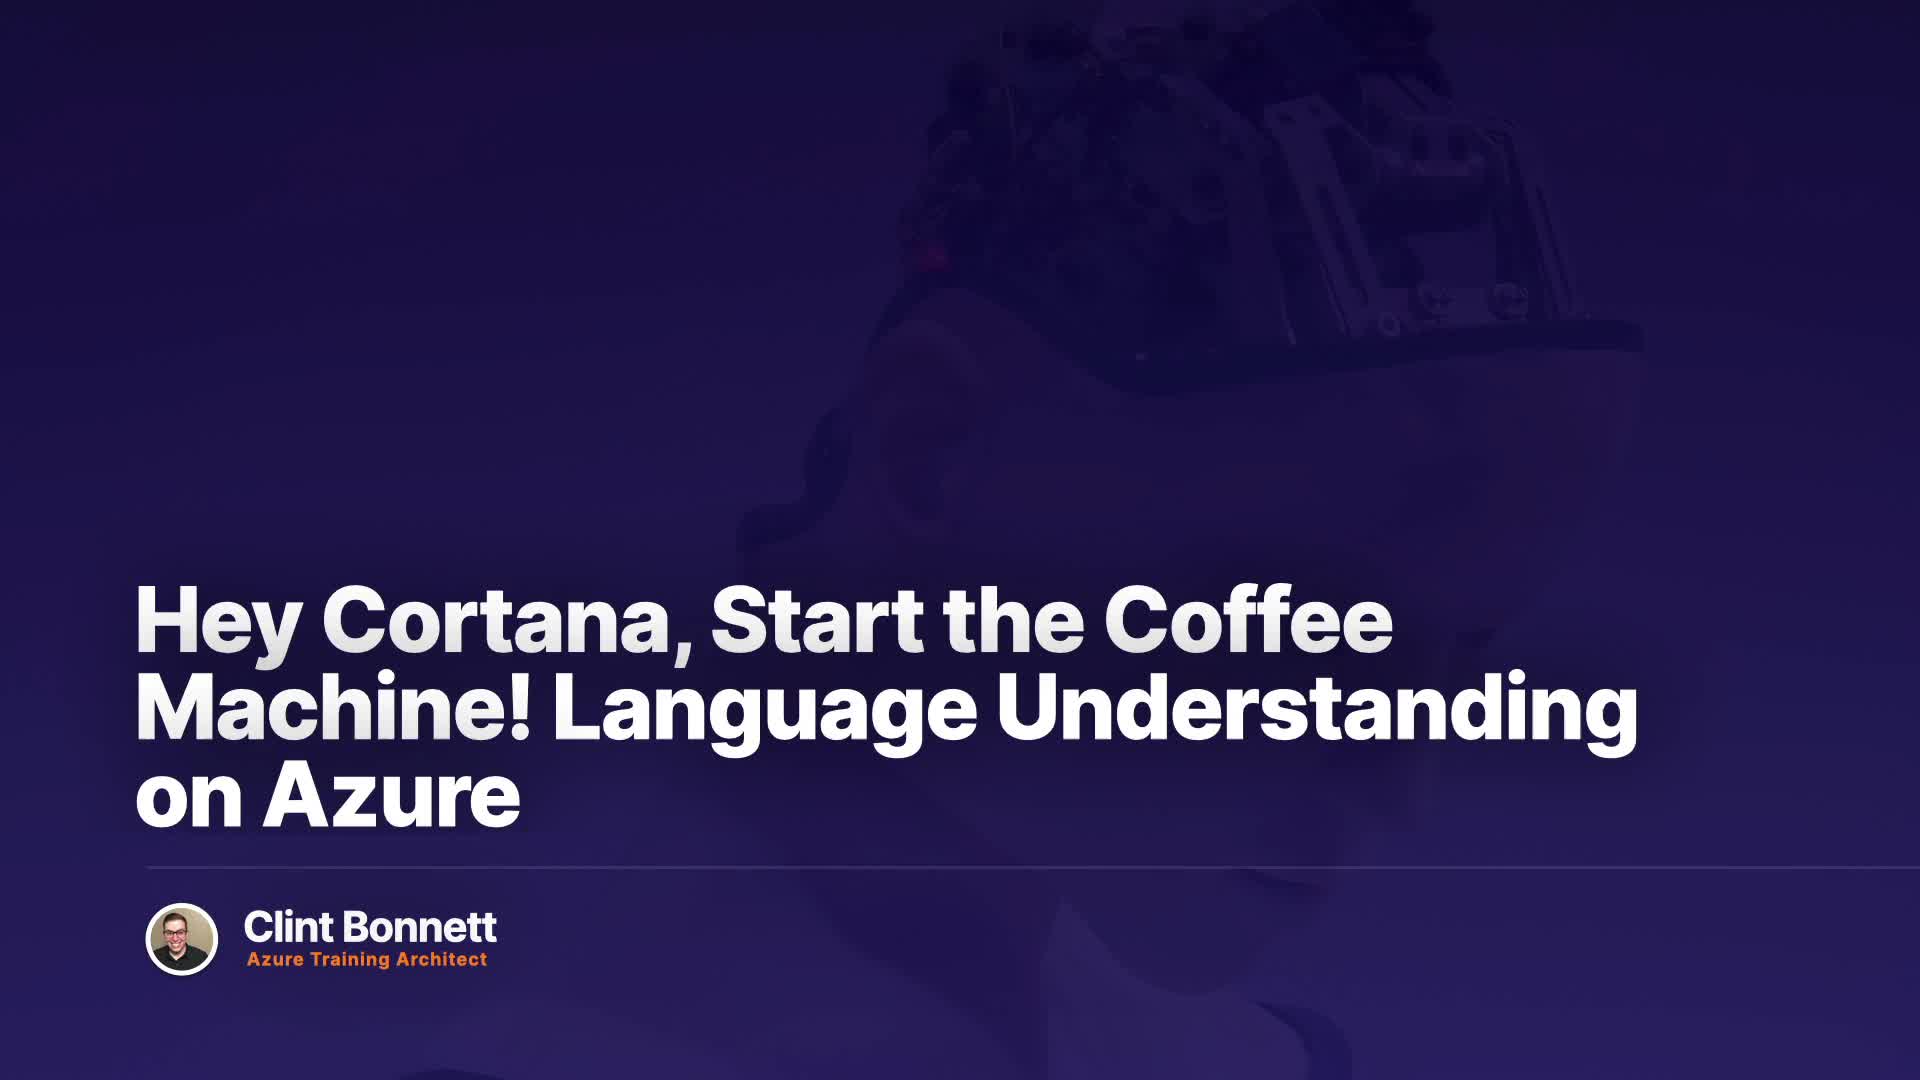 Hey Cortana, Start the Coffee
Machine! Language Understanding
on Azure
Clint Bonnett
Azure Training Architect